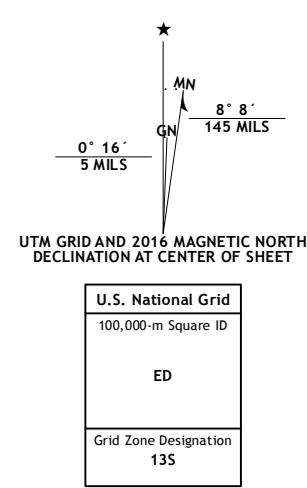 ★
MN
8° 8´
145 MILS
GN
0° 16´
5 MILS
UTM GRID AND 2016 MAGNETIC NORTH
DECLINATION AT CENTER OF SHEET
U.S. National Grid
100,000-m Square ID
ED
Grid Zone Designation
13S